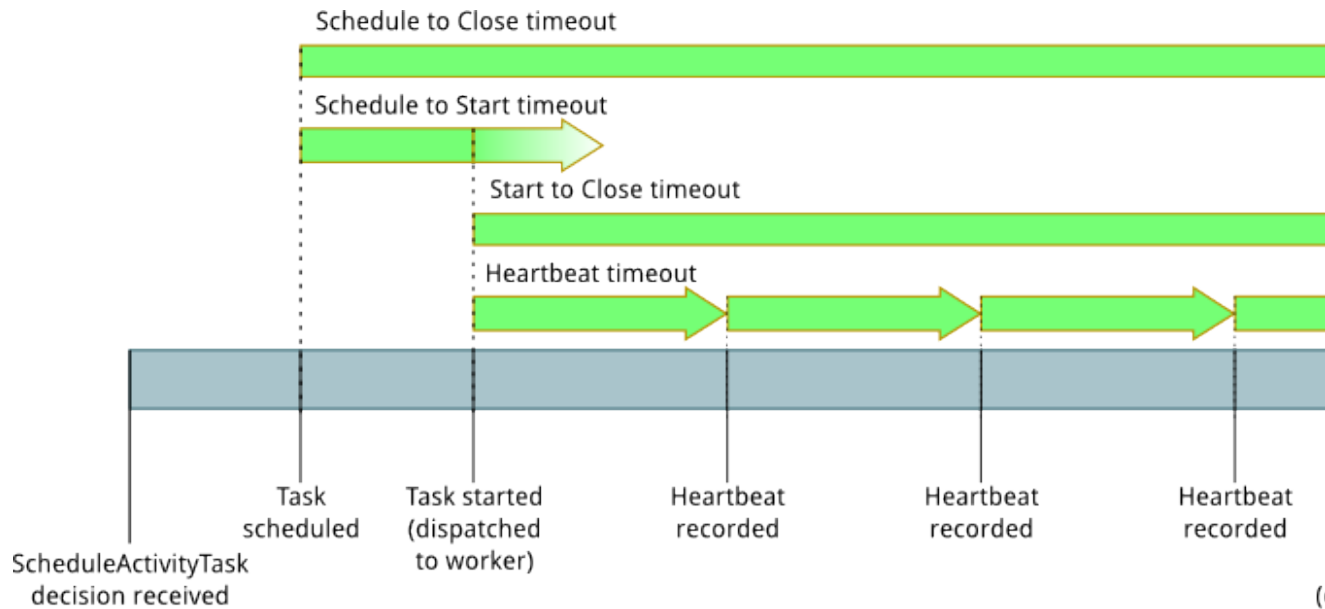 Schedule to Close timeout
Schedule to Start timeout
Start to Close timeout
Heartbeat timeout
Task
scheduled
Task started
(dispatched
to worker)
Heartbeat
recorded
Heartbeat
recorded
Heartbeat
recorded
ScheduleActivityTask
decision received